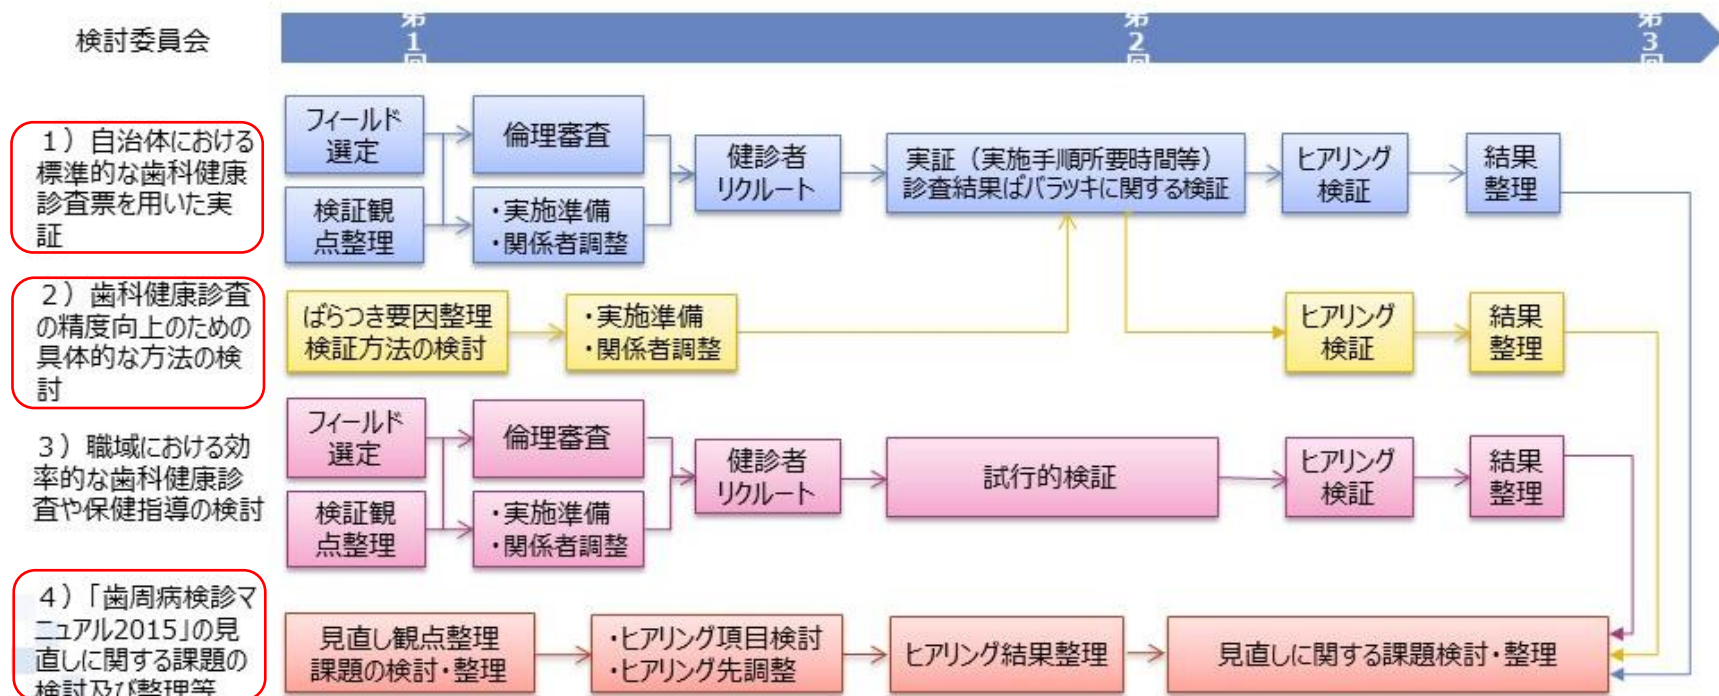 検討委員会
第1回
第2回
第3回
1）自治体における
標準的な歯科健康
診査票を用いた実
証
フィールド
選定
倫理審査
検証観
点整理
・実施準備
・関係者調整
健診者
リクルート
実証（実施手順所要時間等）
診査結果ばバラツキに関する検証
ヒアリング
検証
結果
整理
2）歯科健康診査
の精度向上のための
具体的な方法の検
討
ばらつき要因整理
検証方法の検討
・実施準備
・関係者調整
ヒアリング
検証
結果
整理
3）職域における効
率的な歯科健康診
査や保健指導の検討
フィールド
選定
倫理審査
検証観
点整理
・実施準備
・関係者調整
健診者
リクルート
試行的検証
ヒアリング
検証
結果
整理
4）「歯周病検診マ
ニュアル2015」の見
直しに関する課題の
検討及び整理等
見直し観点整理
課題の検討・整理
・ヒアリング項目検討
・ヒアリング先調整
ヒアリング結果整理
見直しに関する課題検討・整理